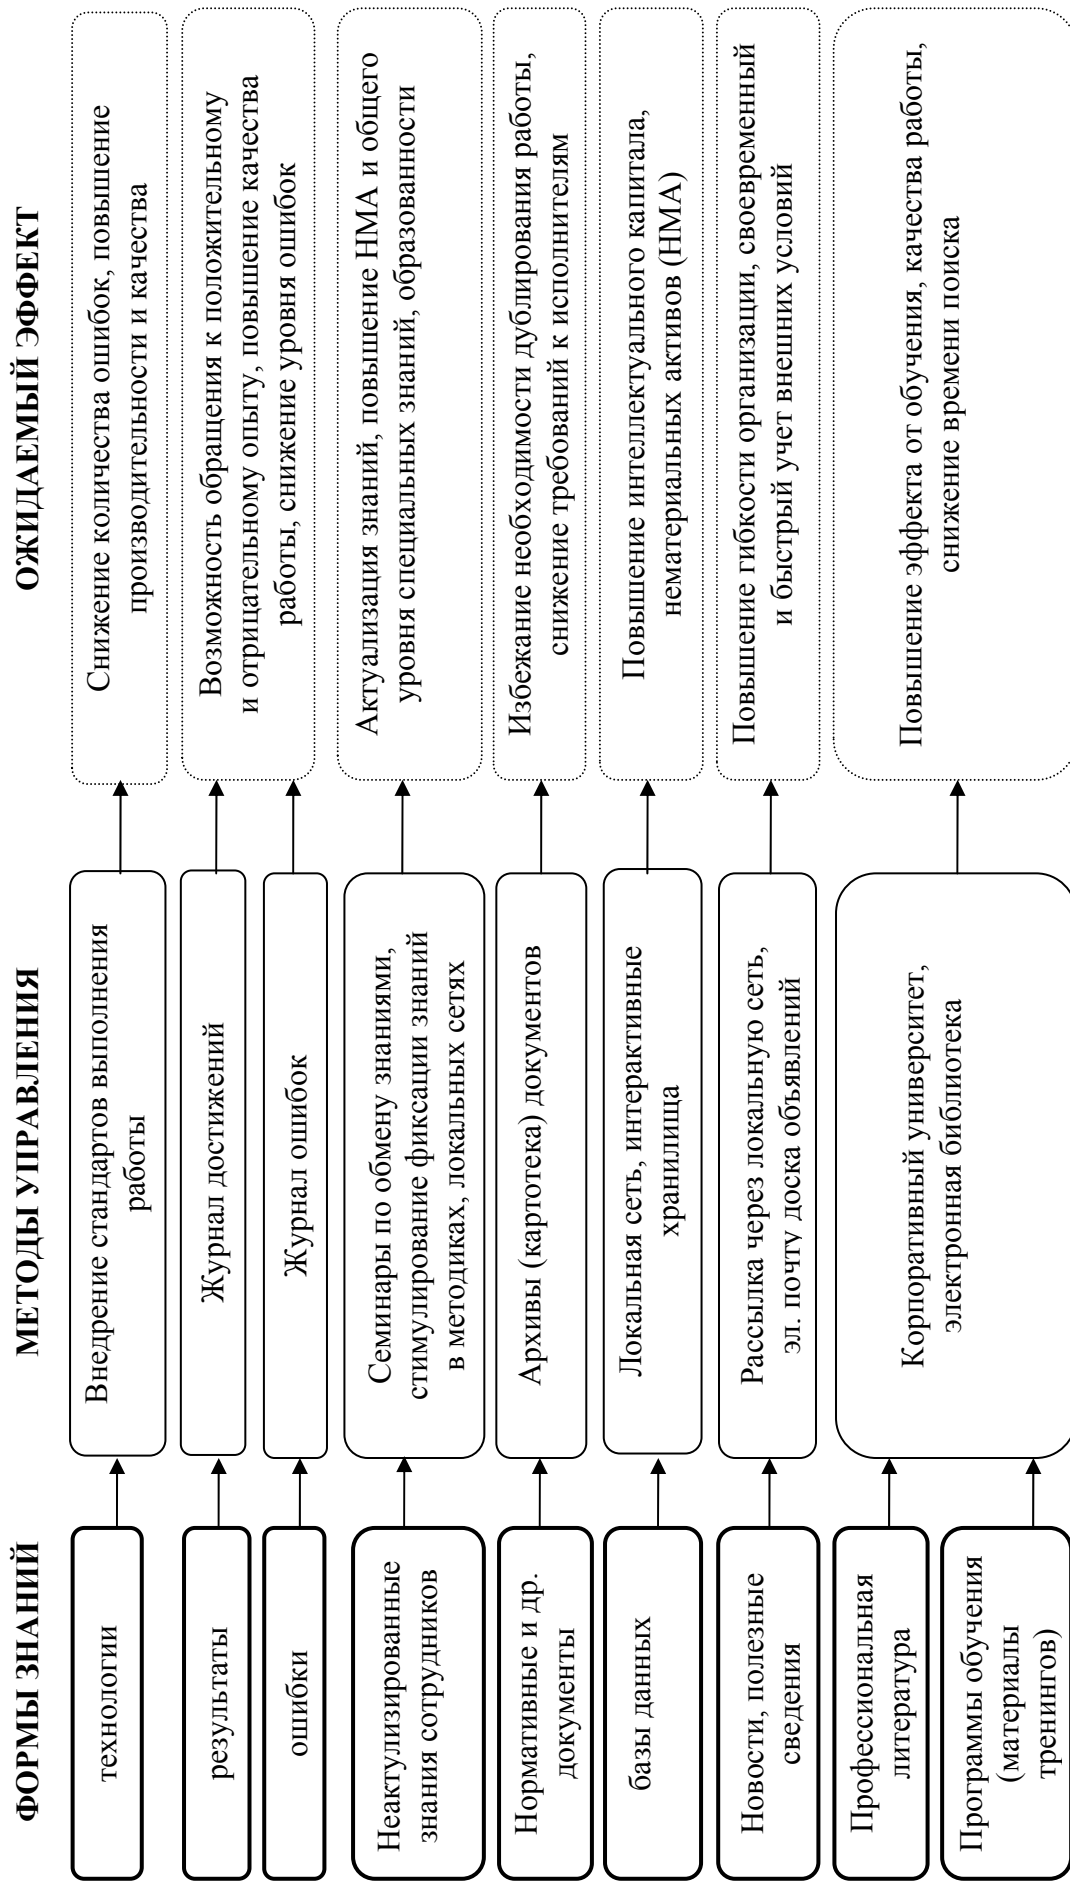 ФОРМЫ ЗНАНИЙ
МЕТОДЫ УПРАВЛЕНИЯ
ОЖИДАЕМЫЙ ЭФФЕКТ
технологии
Внедрение стандартов выполнения
работы
Снижение количества ошибок, повышение
производительности и качества
результаты
Журнал достижений
ошибки
Журнал ошибок
Возможность обращения к положительному
и отрицательному опыту, повышение качества
работы, снижение уровня ошибок
Неактулизированные
знания сотрудников
Семинары по обмену знаниями,
стимулирование фиксации знаний
в методиках, локальных сетях
Актуализация знаний, повышение НМА и общего
уровня специальных знаний, образованности
Нормативные и др.
документы
Архивы (картотека) документов
Избежание необходимости дублирования работы,
снижение требований к исполнителям
базы данных
Локальная сеть, интерактивные
хранилища
Повышение интеллектуального капитала,
нематериальных активов (НМА)
Новости, полезные
сведения
Рассылка через локальную сеть,
эл. почту доска объявлений
Повышение гибкости организации, своевременный
и быстрый учет внешних условий
Профессиональная
литература
Программы обучения
(материалы
тренингов)
Корпоративный университет,
электронная библиотека
Повышение эффекта от обучения, качества работы,
снижение времени поиска